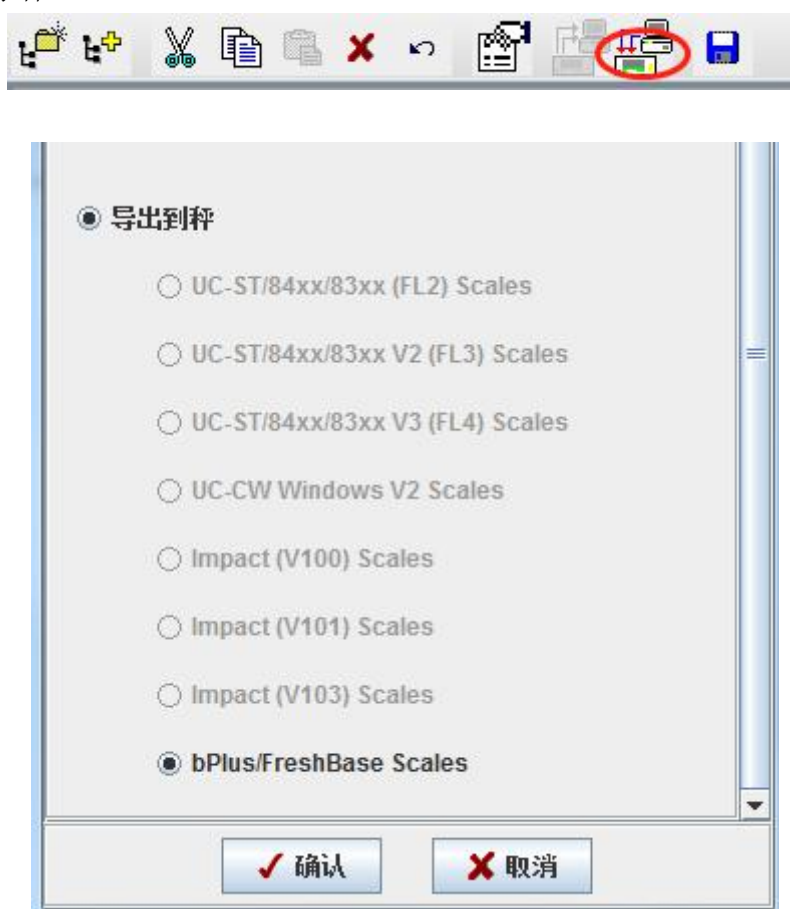 导出到秤
UC-ST/84xx/83xx (FL2) Scales
UC-ST/84xx/83xx V2 (FL3) Scales
UC-ST/84xx/83xx V3 (FL4) Scales
UC-CW Windows V2 Scales
Impact (V100) Scales
Impact (V101) Scales
Impact (V103) Scales
bPlus/FreshBase Scales
确认 取消